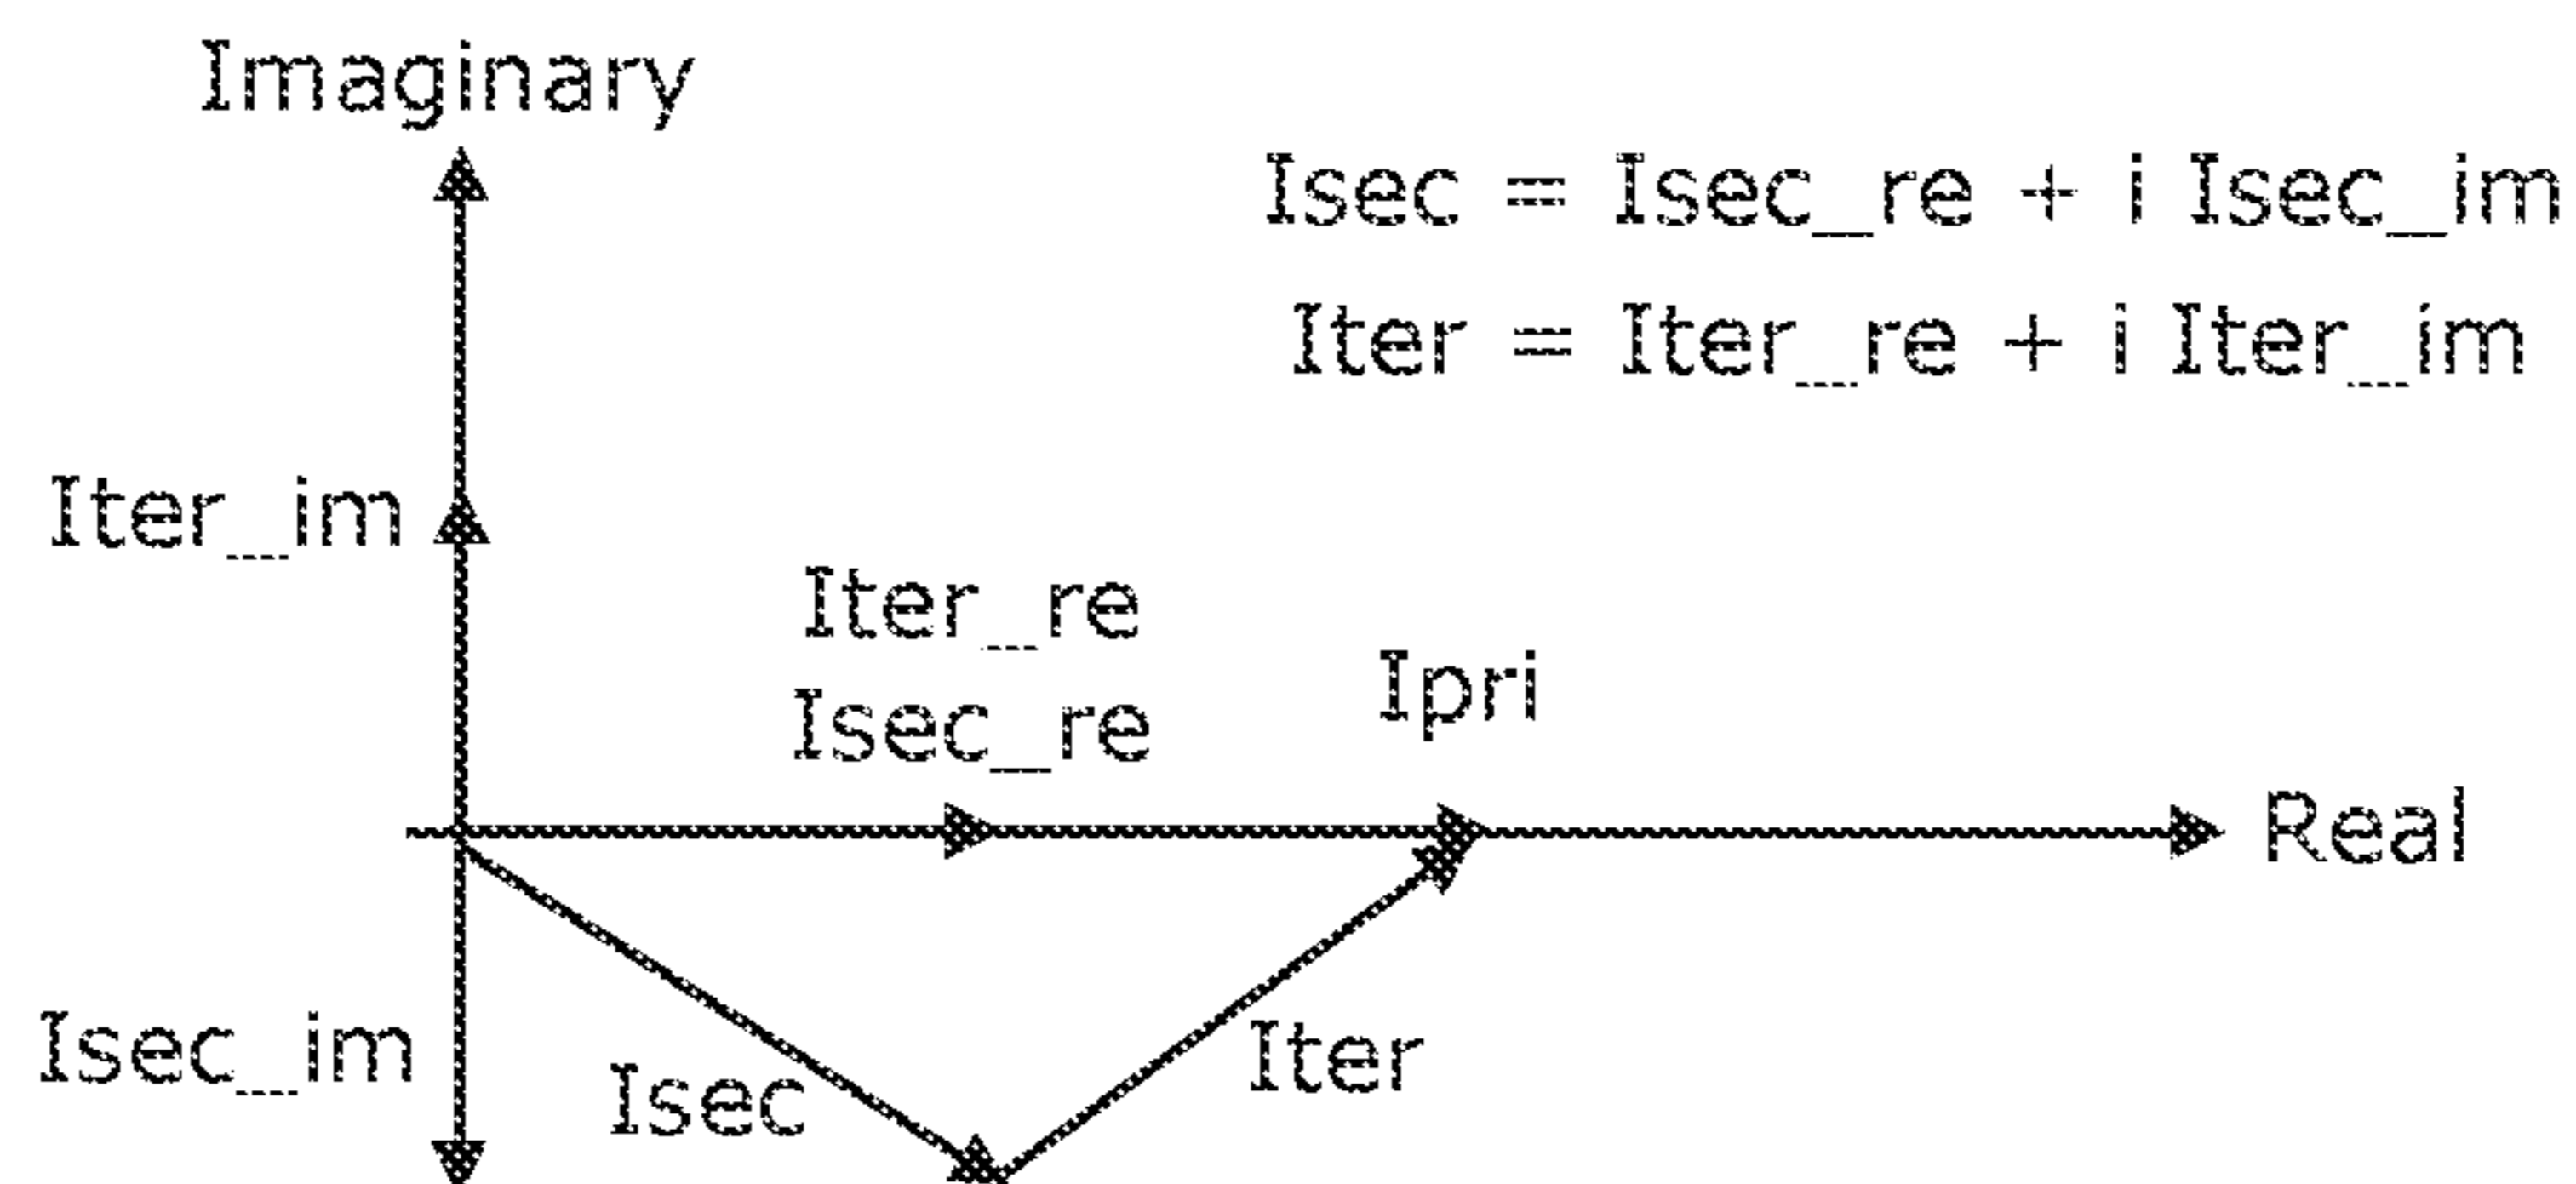 Imaginary
Isec = Isec_re + i Isec_im
Iter = Iter_re + i Iter_im
Iter_im
Iter_re
Isec_re
Ipri
Real
Isec_im
Isec
Iter